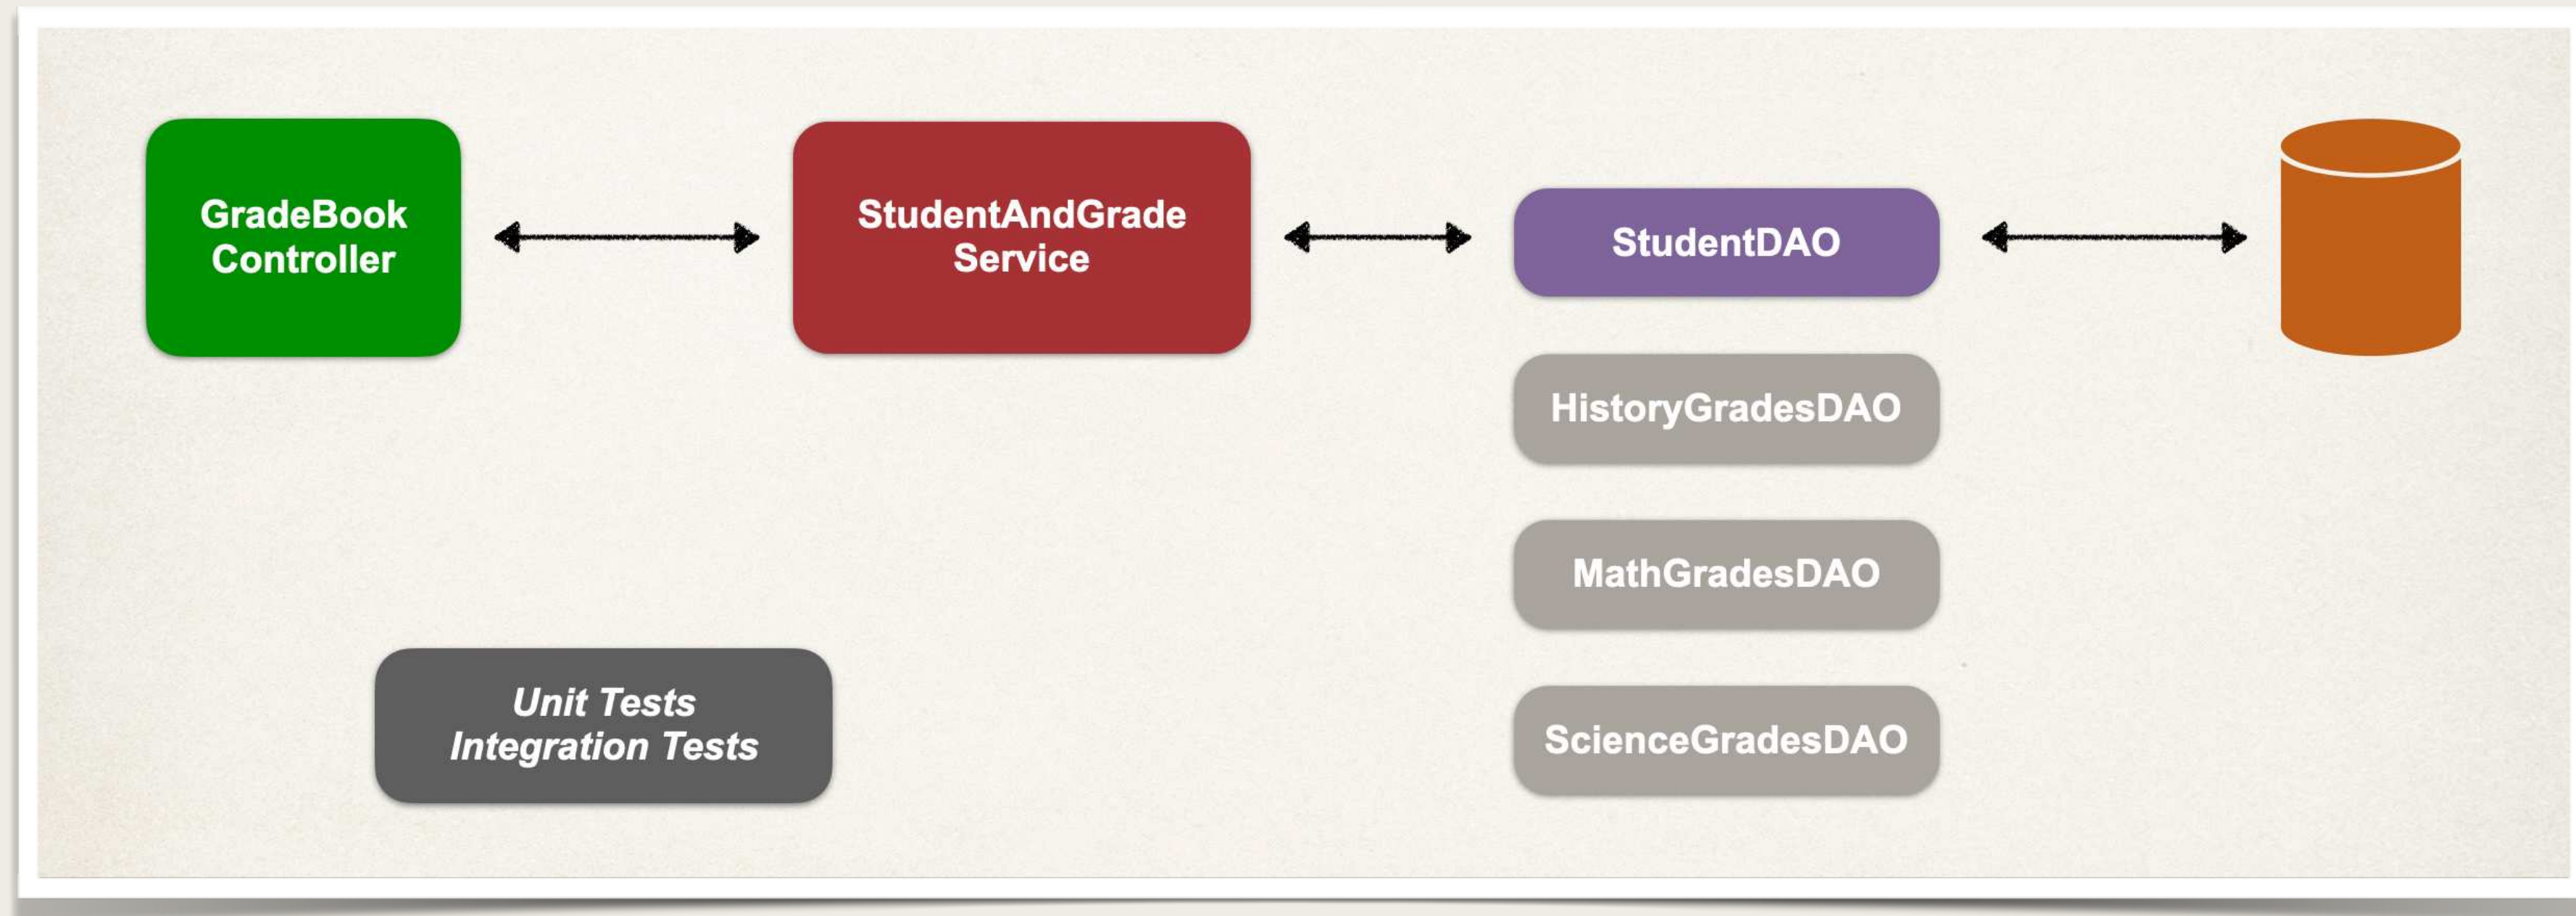 GradeBook
Controller
StudentAndGrade
Service
StudentDAO
HistoryGradesDAO
MathGradesDAO
ScienceGradesDAO
Unit Tests
Integration Tests